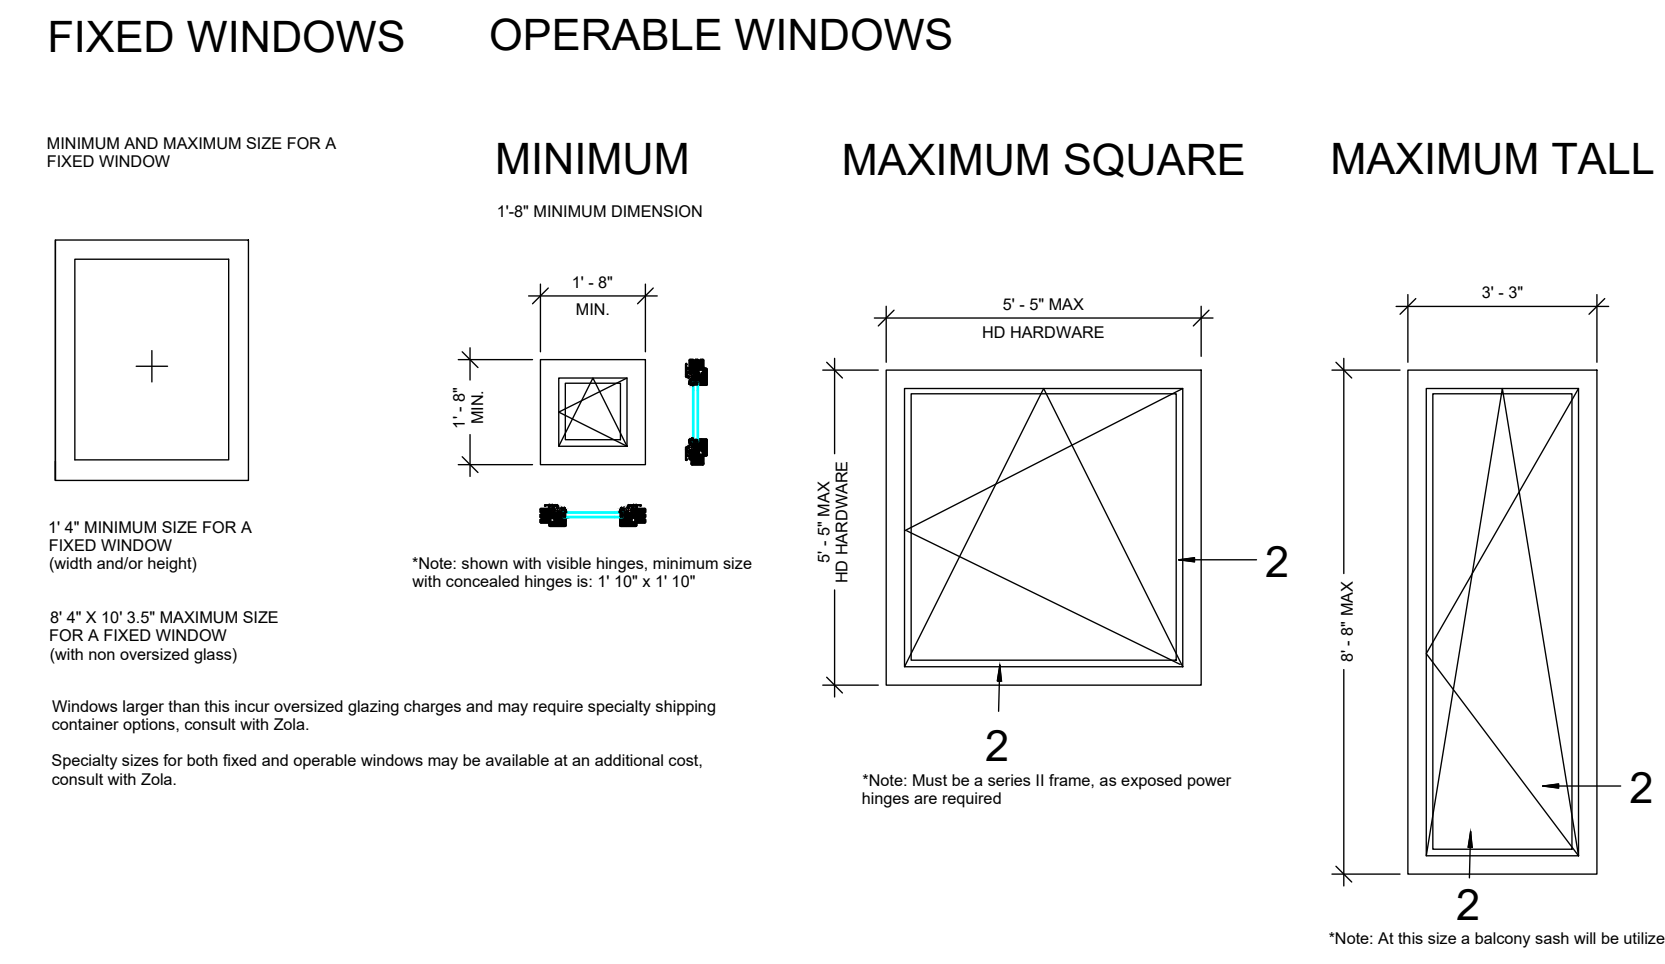 FIXED WINDOWS
OPERABLE WINDOWS
MINIMUM AND MAXIMUM SIZE FOR A
FIXED WINDOW
1' 4" MINIMUM SIZE FOR A
FIXED WINDOW
(width and/or height)
8' 4" X 10' 3.5" MAXIMUM SIZE
FOR A FIXED WINDOW
(with non oversized glass)
Windows larger than this incur oversized glazing charges and may require specialty shipping
container options, consult with Zola.
Specialty sizes for both fixed and operable windows may be available at an additional cost,
consult with Zola.
MINIMUM
1'-8" MINIMUM DIMENSION
1' - 8"
MIN.
1' - 8"
MIN.
*Note: shown with visible hinges, minimum size
with concealed hinges is: 1' 10" x 1' 10"
MAXIMUM SQUARE
5' - 5" MAX
HD HARDWARE
5' - 5" MAX
HD HARDWARE
2
2
*Note: Must be a series II frame, as exposed power
hinges are required
MAXIMUM TALL
3' - 3"
8' - 8" MAX
2
2
*Note: At this size a balcony sash will be utilize